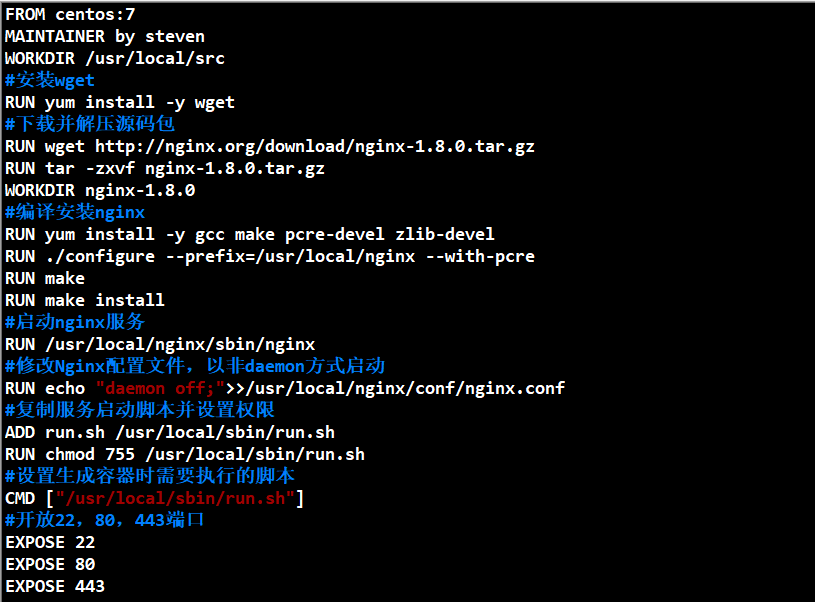 FROM centos:7
MAINTAINER by steven
WORKDIR /usr/local/src
#安装wget
RUN yum install -y wget
#下载并解压源码包
RUN wget http://nginx.org/download/nginx-1.8.0.tar.gz
RUN tar -zxvf nginx-1.8.0.tar.gz
WORKDIR nginx-1.8.0
#编译安装nginx
RUN yum install -y gcc make pcre-devel zlib-devel
RUN ./configure --prefix=/usr/local/nginx --with-pcre
RUN make
RUN make install
#启动nginx服务
RUN /usr/local/nginx/sbin/nginx
#修改Nginx配置文件，以非daemon方式启动
RUN echo "daemon off;">>/usr/local/nginx/conf/nginx.conf
#复制服务启动脚本并设置权限
ADD run.sh /usr/local/sbin/run.sh
RUN chmod 755 /usr/local/sbin/run.sh
#设置生成容器时需要执行的脚本
CMD ["/usr/local/sbin/run.sh"]
#开放22，80，443端口
EXPOSE 22
EXPOSE 80
EXPOSE 443